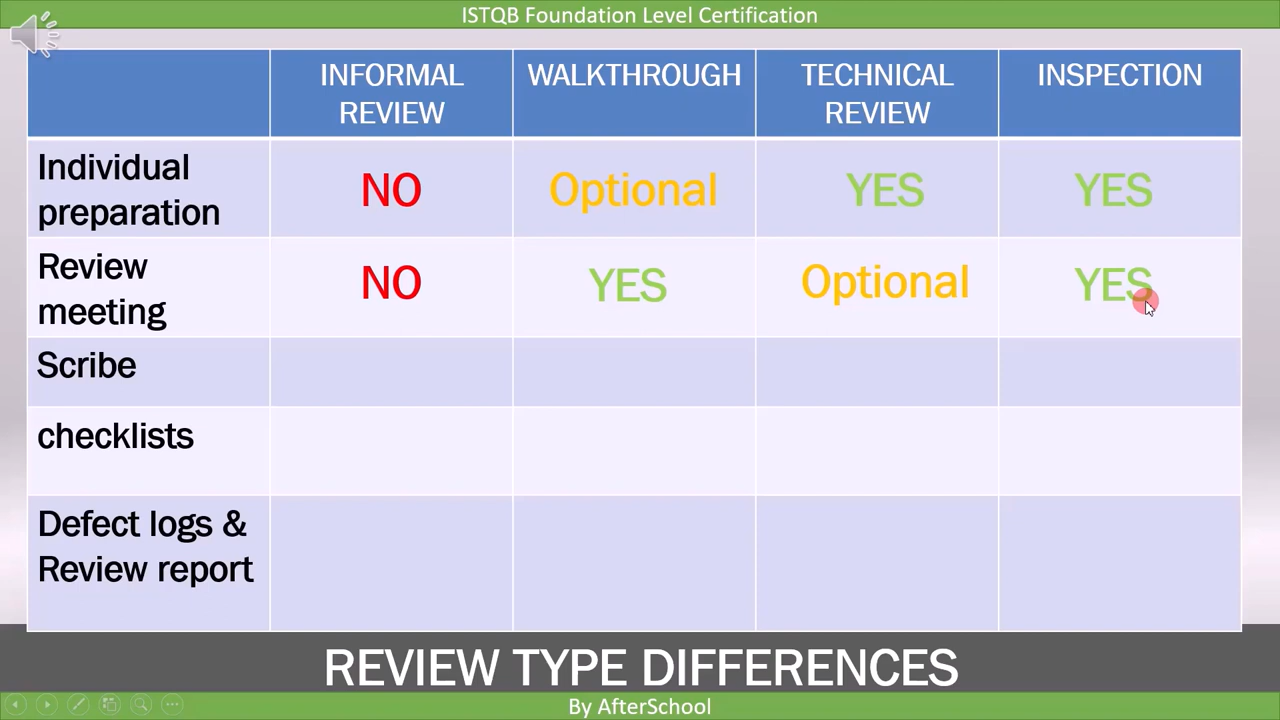 ISTQB Foundation Level Certification
INFORMAL REVIEW
WALKTHROUGH
TECHNICAL REVIEW
INSPECTION
Individual preparation
NO
Optional
YES
YES
Review meeting
NO
YES
Optional
YES
Scribe
checklists
Defect logs &
Review report
REVIEW TYPE DIFFERENCES
By AfterSchool